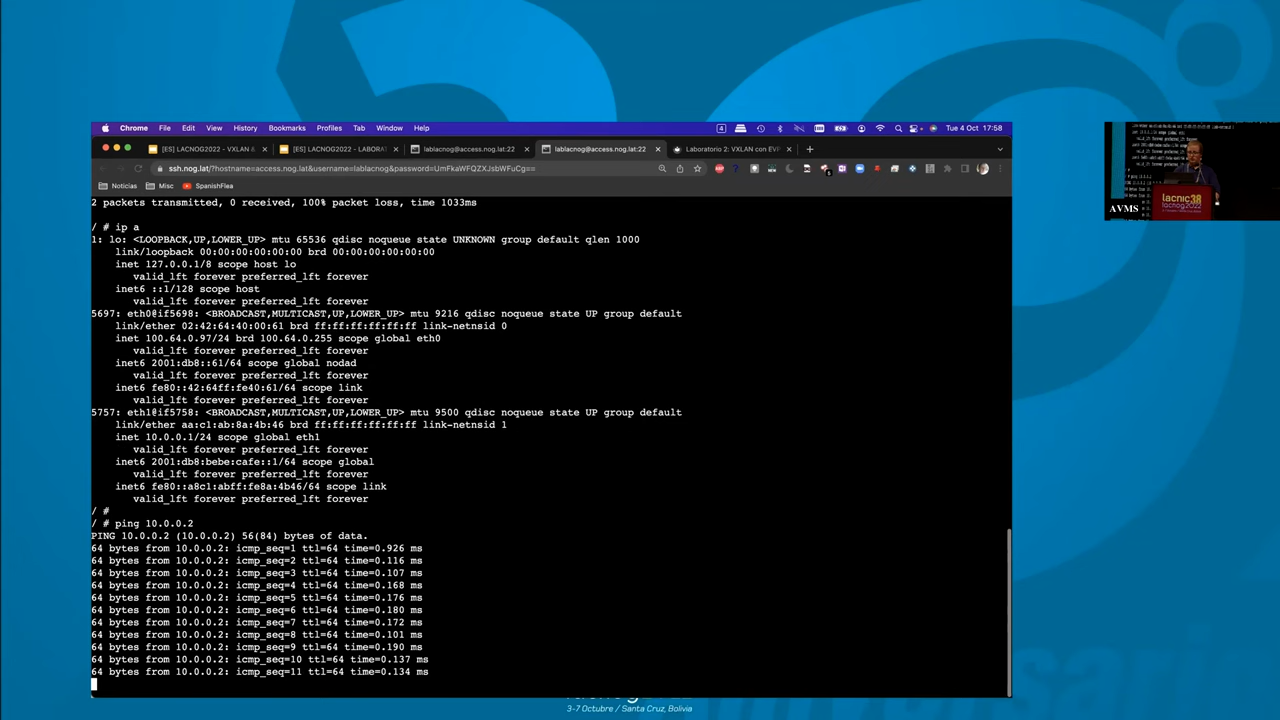 Chrome File Edit View History Bookmarks Profiles Tab Window Help
4 Tue 4 Oct 17:58
[ES] LACNOG2022 - VXLAN &
[ES] LACNOG2022 - LABORAT
lablacnog@access.nog.lat:22
lablacnog@access.nog.lat:22
Laboratorio 2: VXLAN con EVP
ssh.nog.lat/?hostname=access.nog.lat&username=lablacnog&password=UmFkaWFQZXJsbWFuCg==
Noticias Misc SpanishFlea
2 packets transmitted, 0 received, 100% packet loss, time 1033ms
/ # ip a
1: lo: <LOOPBACK,UP,LOWER_UP> mtu 65536 qdisc noqueue state UNKNOWN group default qlen 1000
link/loopback 00:00:00:00:00:00 brd 00:00:00:00:00:00
inet 127.0.0.1/8 scope host lo
valid_lft forever preferred_lft forever
inet6 ::1/128 scope host
valid_lft forever preferred_lft forever
5697: eth0@if5698: <BROADCAST,MULTICAST,UP,LOWER_UP> mtu 9216 qdisc noqueue state UP group default
link/ether 02:42:64:40:00:61 brd ff:ff:ff:ff:ff:ff link-netnsid 0
inet 100.64.0.97/24 brd 100.64.0.255 scope global eth0
valid_lft forever preferred_lft forever
inet6 2001:db8::61/64 scope global nodad
valid_lft forever preferred_lft forever
inet6 fe80::42:64ff:fe40:61/64 scope link
valid_lft forever preferred_lft forever
5757: eth1@if5758: <BROADCAST,MULTICAST,UP,LOWER_UP> mtu 9500 qdisc noqueue state UP group default
link/ether aa:c1:ab:8a:4b:46 brd ff:ff:ff:ff:ff:ff link-netnsid 1
inet 10.0.0.1/24 scope global eth1
valid_lft forever preferred_lft forever
inet6 2001:db8:bebe:cafe::1/64 scope global
valid_lft forever preferred_lft forever
inet6 fe80::a8c1:abff:fe8a:4b46/64 scope link
valid_lft forever preferred_lft forever
/ #
/ # ping 10.0.0.2
PING 10.0.0.2 (10.0.0.2) 56(84) bytes of data.
64 bytes from 10.0.0.2: icmp_seq=1 ttl=64 time=0.926 ms
64 bytes from 10.0.0.2: icmp_seq=2 ttl=64 time=0.116 ms
64 bytes from 10.0.0.2: icmp_seq=3 ttl=64 time=0.107 ms
64 bytes from 10.0.0.2: icmp_seq=4 ttl=64 time=0.168 ms
64 bytes from 10.0.0.2: icmp_seq=5 ttl=64 time=0.176 ms
64 bytes from 10.0.0.2: icmp_seq=6 ttl=64 time=0.180 ms
64 bytes from 10.0.0.2: icmp_seq=7 ttl=64 time=0.172 ms
64 bytes from 10.0.0.2: icmp_seq=8 ttl=64 time=0.101 ms
64 bytes from 10.0.0.2: icmp_seq=9 ttl=64 time=0.190 ms
64 bytes from 10.0.0.2: icmp_seq=10 ttl=64 time=0.137 ms
64 bytes from 10.0.0.2: icmp_seq=11 ttl=64 time=0.134 ms
3-7 Octubre / Santa Cruz, Bolivia
AVMS
lacnic38
lacnog2022